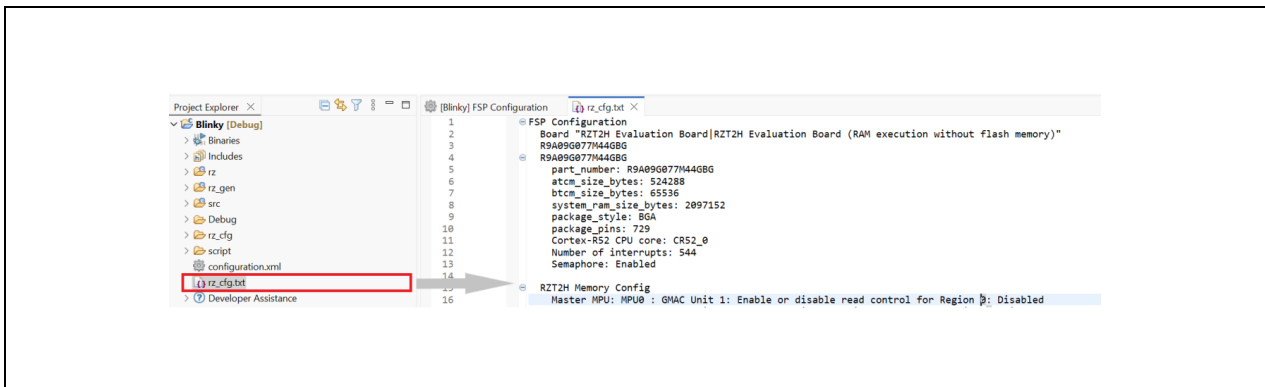 Project Explorer
[Blinky] FSP Configuration
rz_cfg.txt
Blinky [Debug]
Binaries
Includes
rz
rz_gen
src
Debug
rz_cfg
script
configuration.xml
rz_cfg.txt
Developer Assistance
1 FSP Configuration
2 Board "RZT2H Evaluation Board|RZT2H Evaluation Board (RAM execution without flash memory)"
3 R9A09G077M44GBG
4 R9A09G077M44GBG
5 part_number: R9A09G077M44GBG
6 atcm_size_bytes: 524288
7 btcm_size_bytes: 65536
8 system_ram_size_bytes: 2097152
9 package_style: BGA
10 package_pins: 729
11 Cortex-R52 CPU core: CR52_0
12 Number of interrupts: 544
13 Semaphore: Enabled
14
15 RZT2H Memory Config
16 Master MPU: MPU0 : GMAC Unit 1: Enable or disable read control for Region 0: Disabled